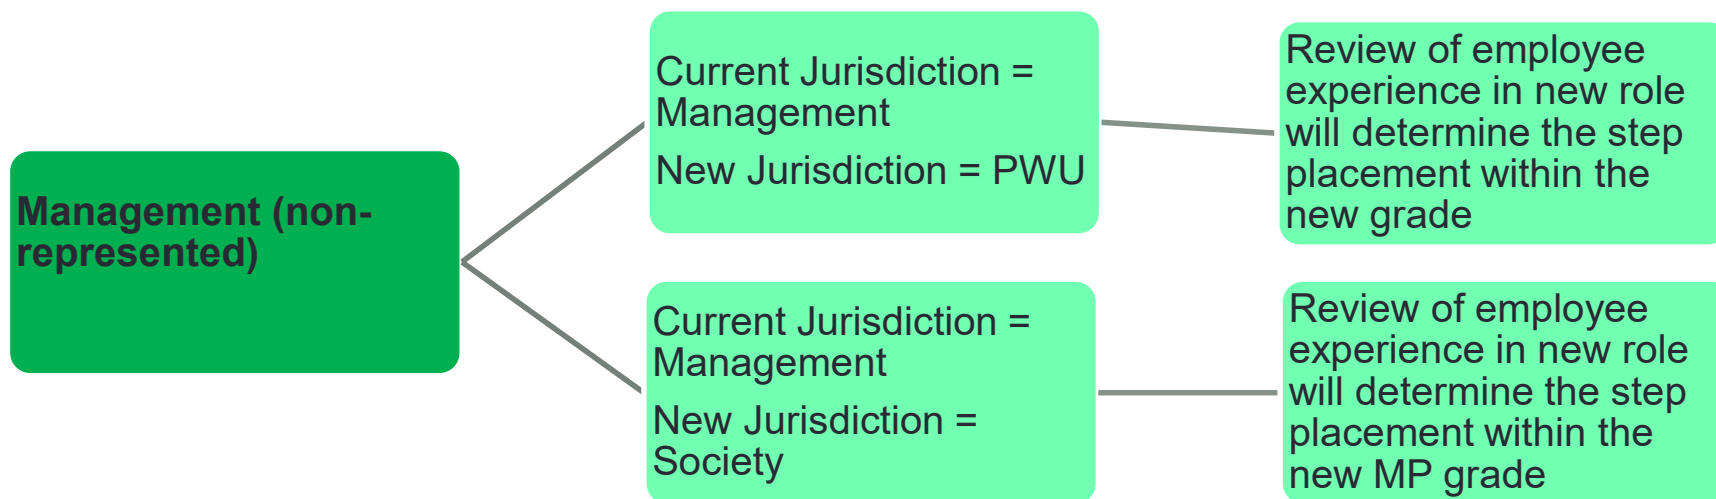 Management (non-
represented)
Current Jurisdiction =
Management
New Jurisdiction = PWU
Review of employee
experience in new role
will determine the step
placement within the
new grade
Current Jurisdiction =
Management
New Jurisdiction =
Society
Review of employee
experience in new role
will determine the step
placement within the
new MP grade